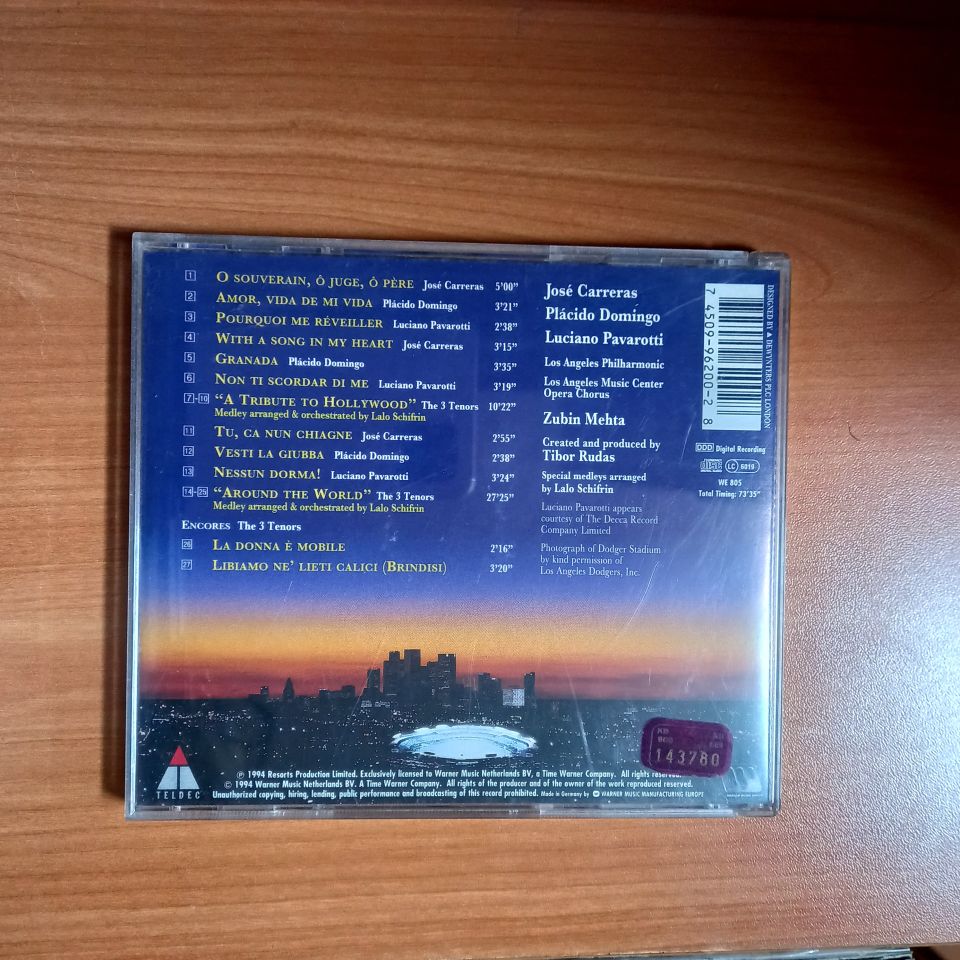 1 O souverain, ô juge, ô père José Carreras 5'00"
2 Amor, vida de mi vida Plácido Domingo 3'21"
3 Pourquoi me réveiller Luciano Pavarotti 2'38"
4 With a song in my heart José Carreras 3'15"
5 Granada Plácido Domingo 3'35"
6 Non ti scordar di me Luciano Pavarotti 3'19"
7-10 "A Tribute to Hollywood" The 3 Tenors 10'22"
Medley arranged & orchestrated by Lalo Schifrin
11 Tu, ca nun chiagne José Carreras 2'55"
12 Vesti la giubba Plácido Domingo 2'38"
13 Nessun dorma! Luciano Pavarotti 3'24"
14-25 "Around the World" The 3 Tenors 27'25"
Medley arranged & orchestrated by Lalo Schifrin
Encores The 3 Tenors
26 La donna è mobile 2'16"
27 Libiamo ne' lieti calici (Brindisi) 3'20"
José Carreras
Plácido Domingo
Luciano Pavarotti
Los Angeles Philharmonic
Los Angeles Music Center
Opera Chorus
Zubin Mehta
Created and produced by
Tibor Rudas
Special medleys arranged
by Lalo Schifrin
Luciano Pavarotti appears
courtesy of The Decca Record
Company Limited
Photograph of Dodger Stadium
by kind permission of
Los Angeles Dodgers, Inc.
7 45099-96200-2 8
DESIGNED BY DEWYNTERS PLC LONDON
DDD Digital Recording
LC 6019
WE 805
Total Timing: 73'35"
143780
TELDEC
℗ 1994 Resorts Production Limited. Exclusively licensed to Warner Music Netherlands BV, a Time Warner Company. All rights reserved.
© 1994 Warner Music Netherlands BV. A Time Warner Company. All rights of the producer and of the owner of the work reproduced reserved.
Unauthorized copying, hiring, lending, public performance and broadcasting of this record prohibited. Made in Germany by WARNER MUSIC MANUFACTURING EUROPE